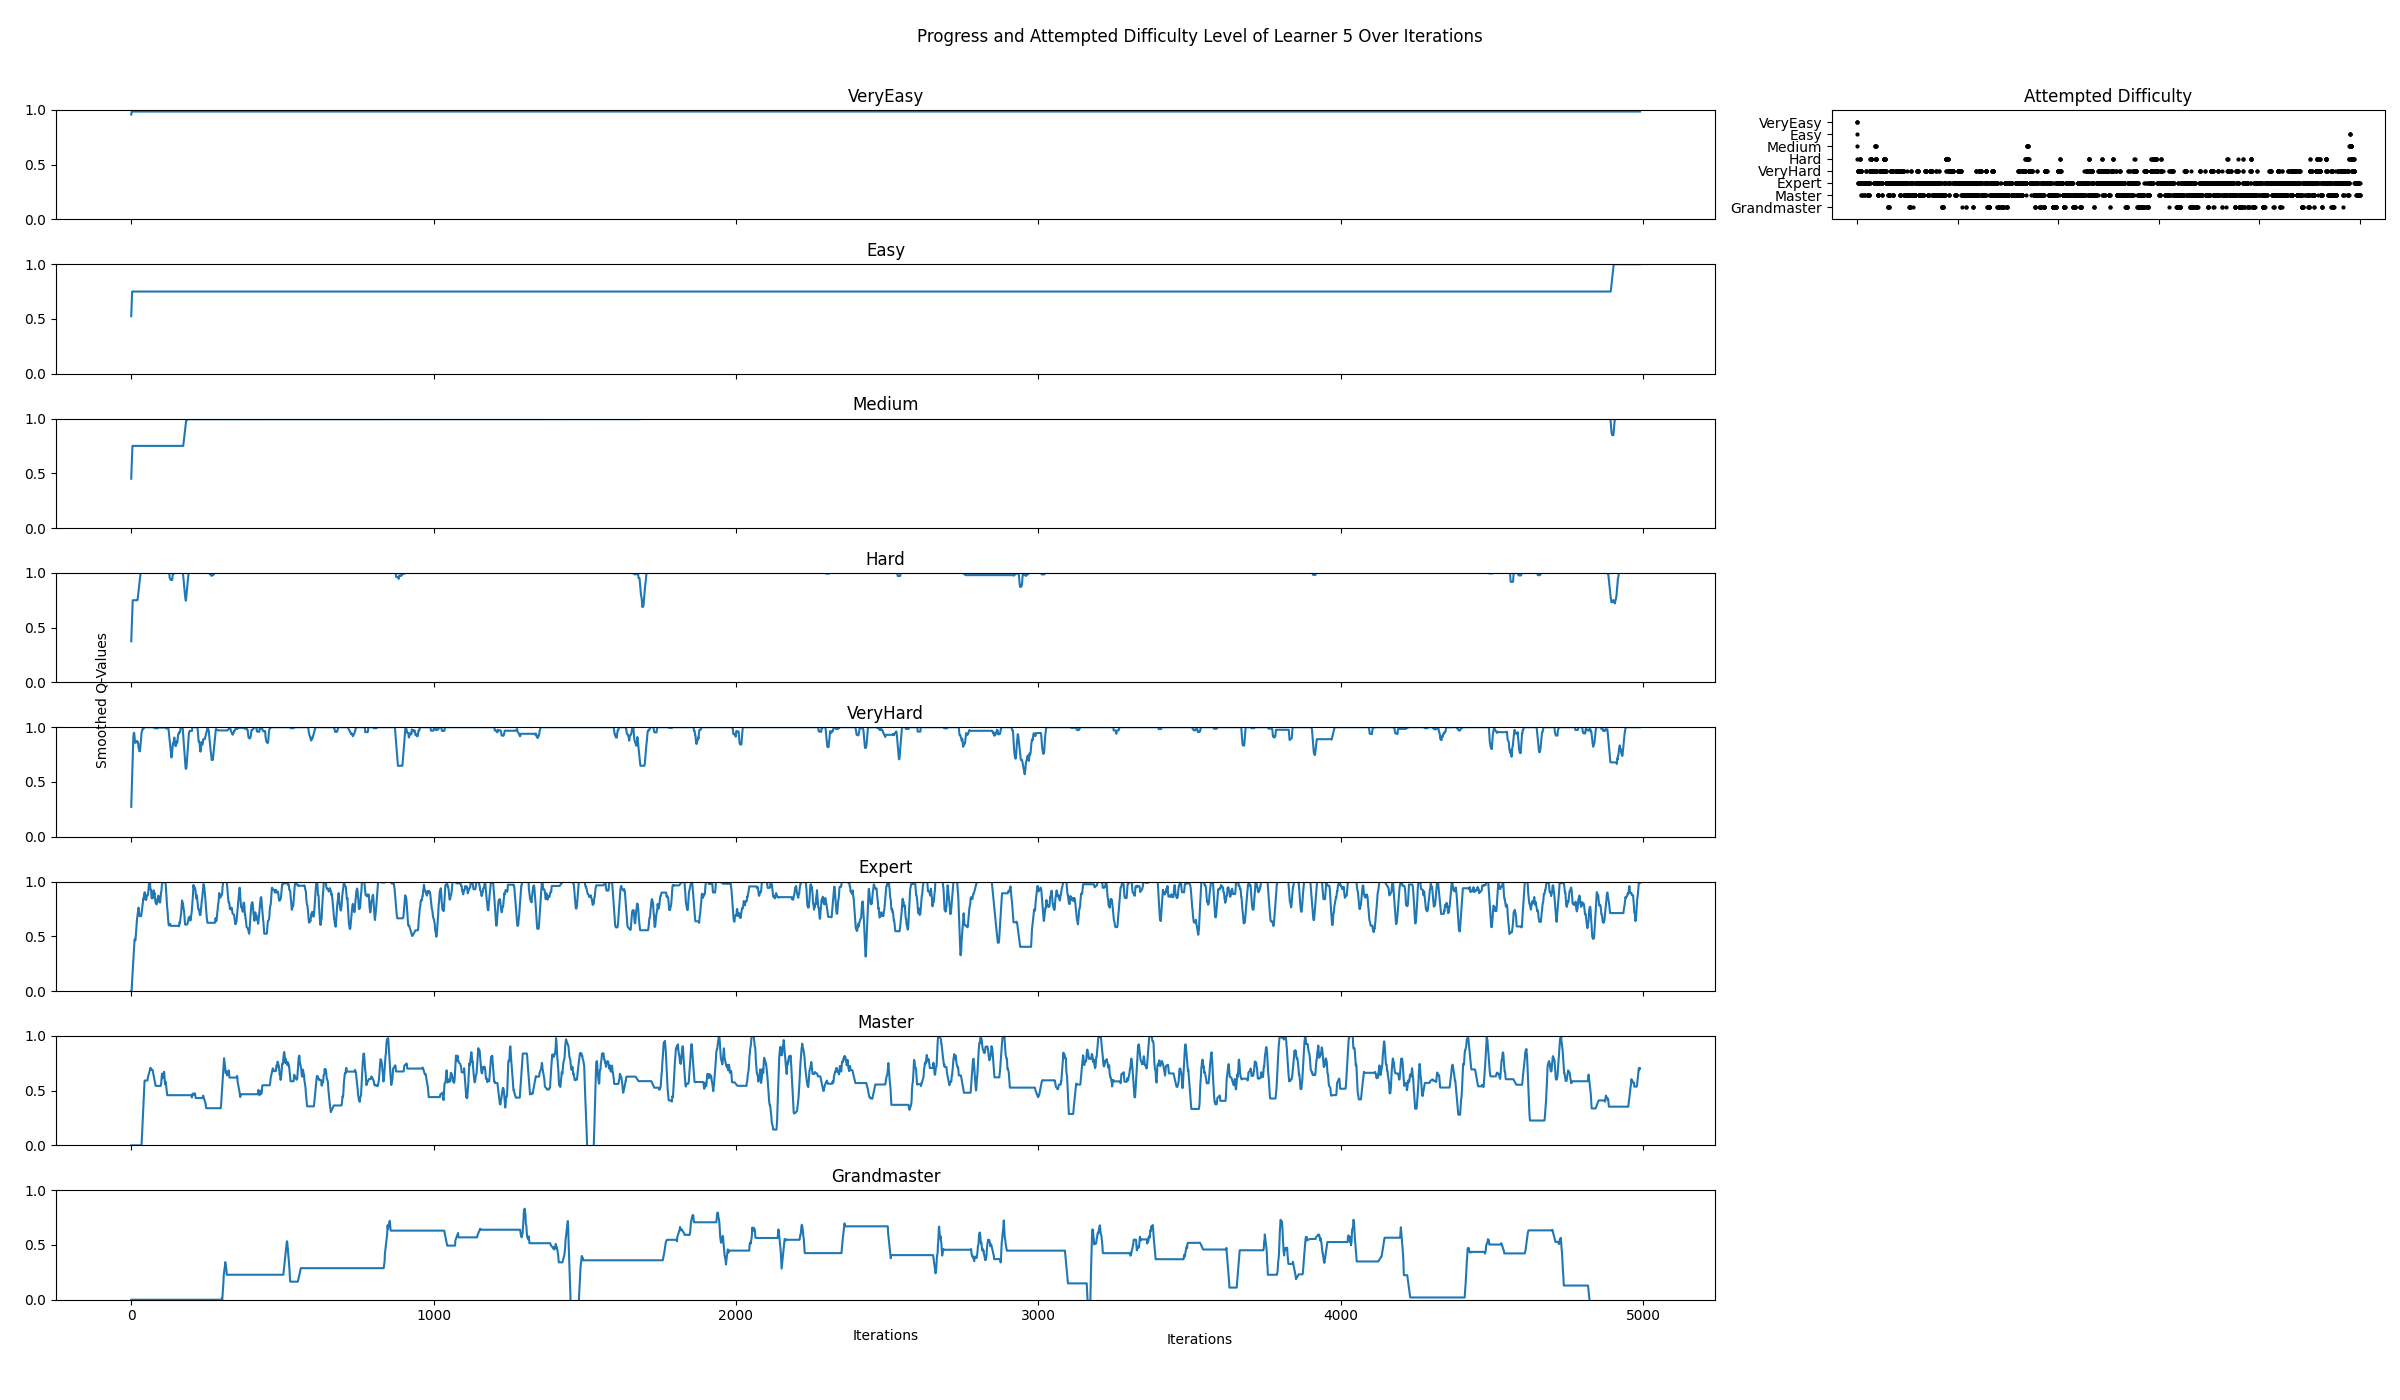 Progress and Attempted Difficulty Level of Learner 5 Over Iterations
VeryEasy
1.0
0.5
0.0
Easy
1.0
0.5
0.0
Medium
1.0
0.5
0.0
Hard
1.0
0.5
0.0
Smoothed Q-Values
VeryHard
1.0
0.5
0.0
Expert
1.0
0.5
0.0
Master
1.0
0.5
0.0
Grandmaster
1.0
0.5
0.0
0 1000 2000 3000 4000 5000
Iterations
Iterations
Attempted Difficulty
VeryEasy
Easy
Medium
Hard
VeryHard
Expert
Master
Grandmaster